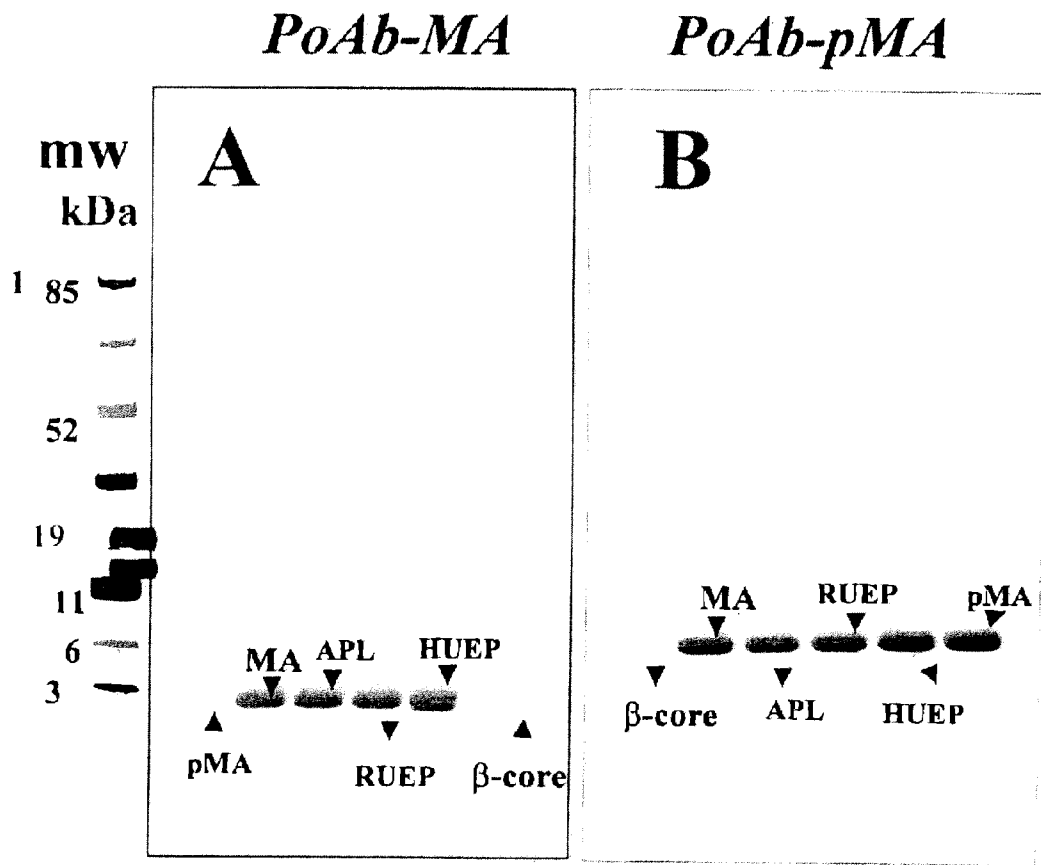 PoAb-MA
PoAb-pMA
mw
kDa
1 85
52
19
11
6
3
A
MA
APL
HUEP
pMA
RUEP
β-core
B
MA
RUEP
pMA
β-core
APL
HUEP